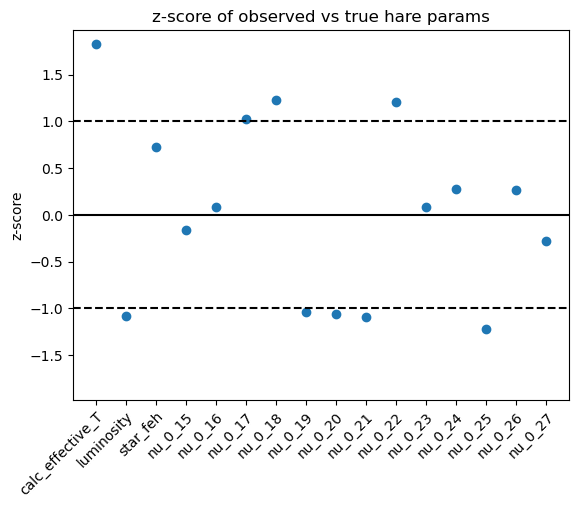 z-score of observed vs true hare params
z-score
1.5
1.0
0.5
0.0
−0.5
−1.0
−1.5
calc_effective_T
luminosity
star_feh
nu_0_15
nu_0_16
nu_0_17
nu_0_18
nu_0_19
nu_0_20
nu_0_21
nu_0_22
nu_0_23
nu_0_24
nu_0_25
nu_0_26
nu_0_27